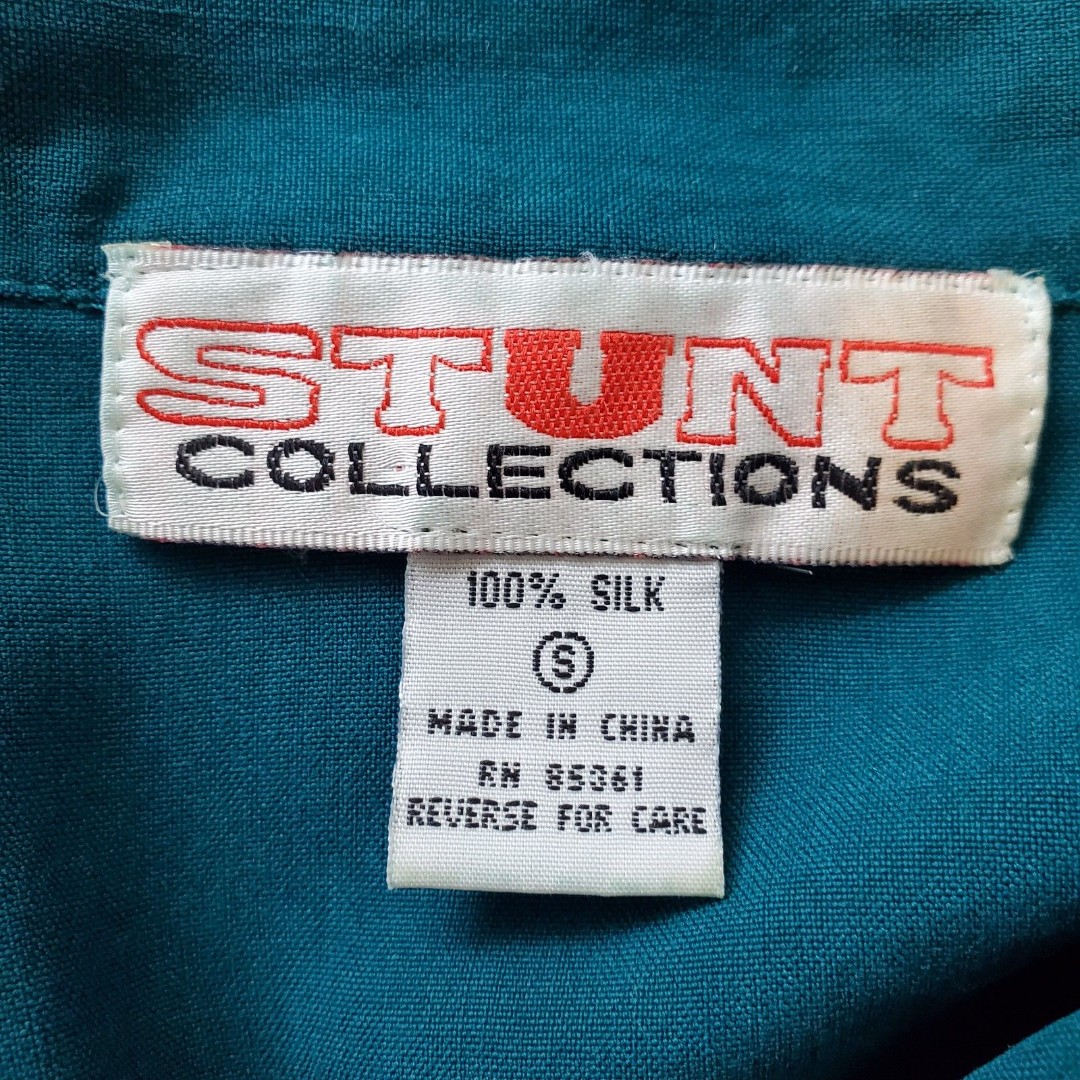 STUNT
COLLECTIONS
100% SILK
S
MADE IN CHINA
RN 85361
REVERSE FOR CARE